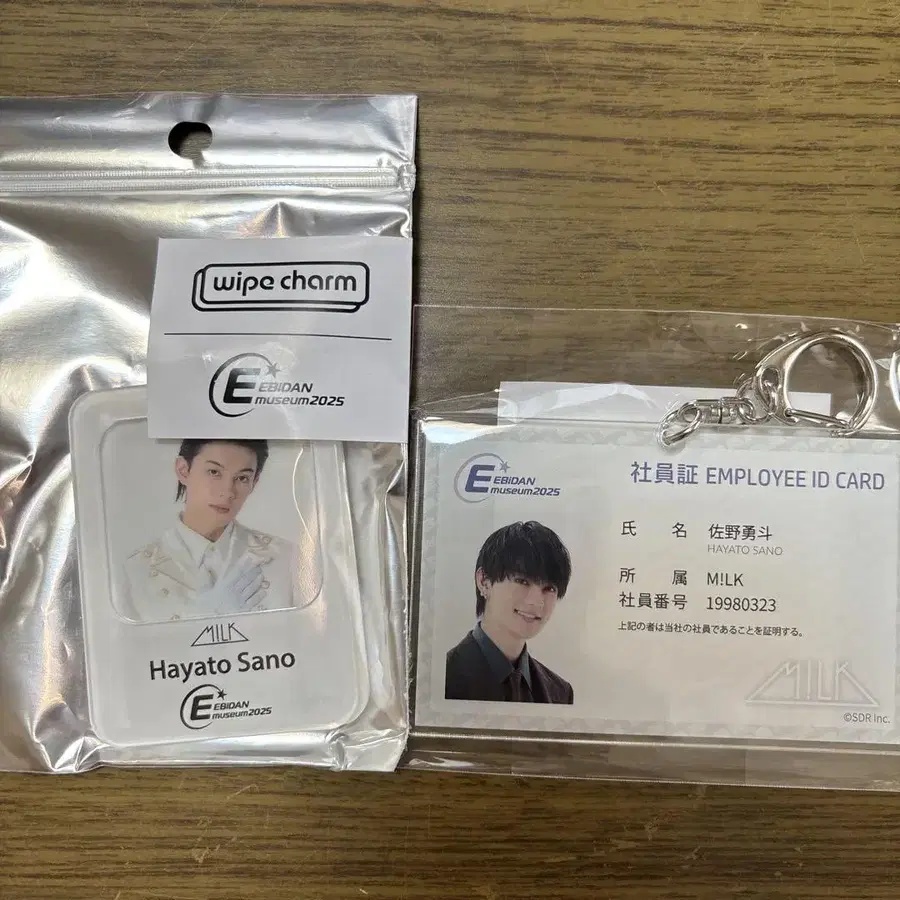 wipe charm
E EBiDAN
museum2025
M!LK
Hayato Sano
E EBiDAN
museum2025
E EBiDAN
museum2025
社員証 EMPLOYEE ID CARD
氏 名 佐野勇斗
HAYATO SANO
所 属 M!LK
社員番号 19980323
上記の者は当社の社員であることを証明する。
M!LK
©SDR Inc.